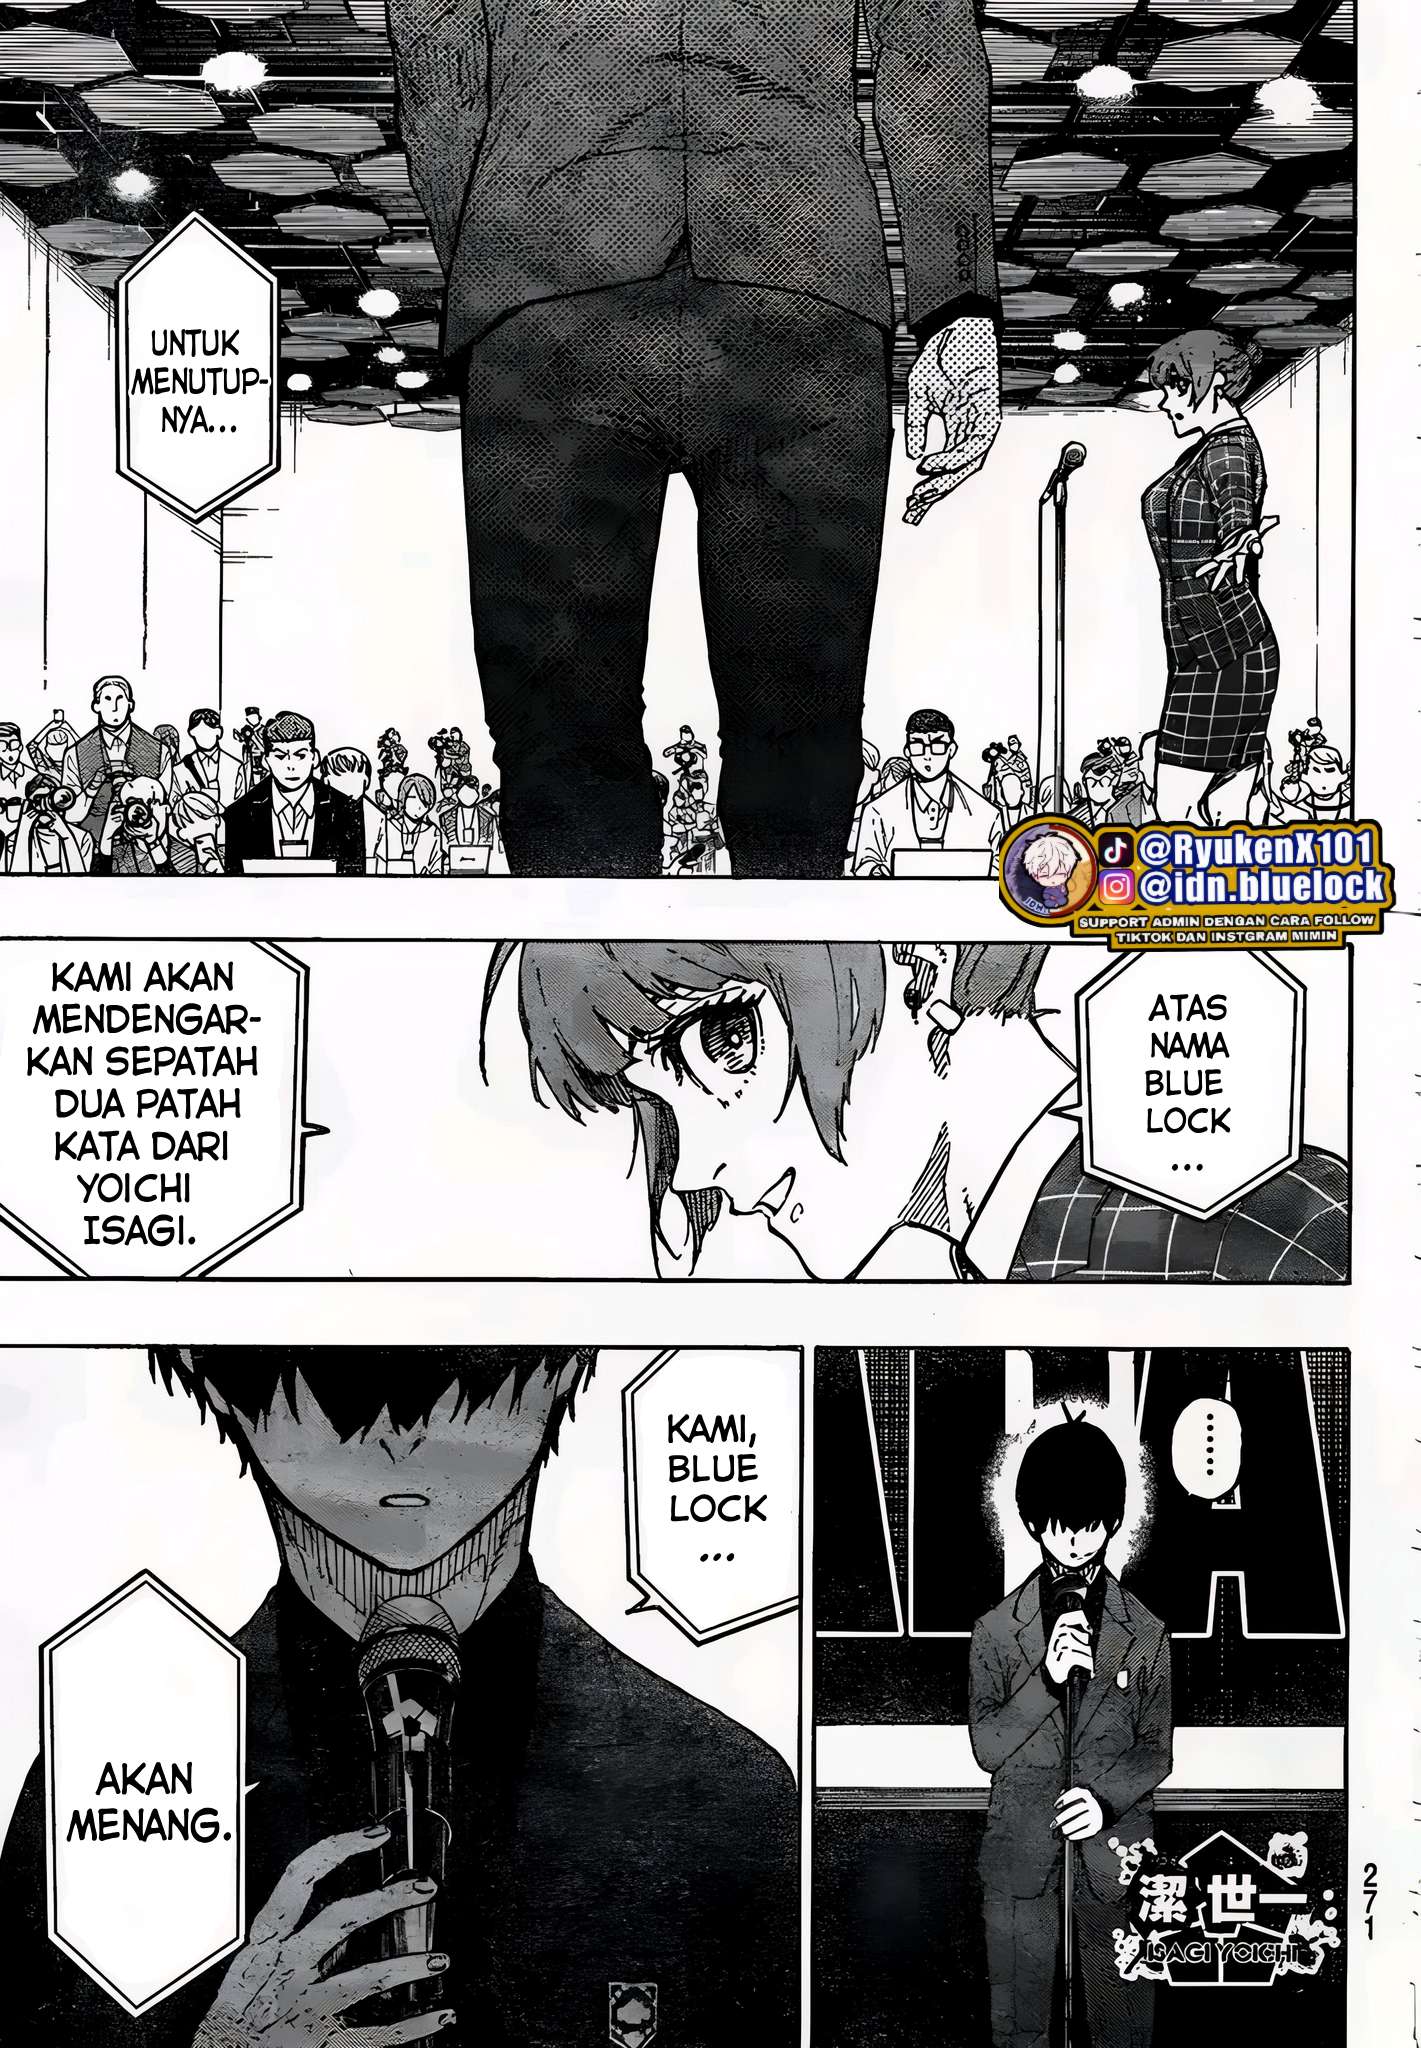 UNTUK
MENUTUP-
NYA...
@RyukenX101
@idn.bluelock
SUPPORT ADMIN DENGAN CARA FOLLOW
TIKTOK DAN INSTGRAM MIMIN
ATAS
NAMA
BLUE
LOCK
...
KAMI AKAN
MENDENGAR-
KAN SEPATAH
DUA PATAH
KATA DARI
YOICHI
ISAGI.
......
潔 世一
ISAGI YOICHI
KAMI,
BLUE
LOCK
...
AKAN
MENANG.
271